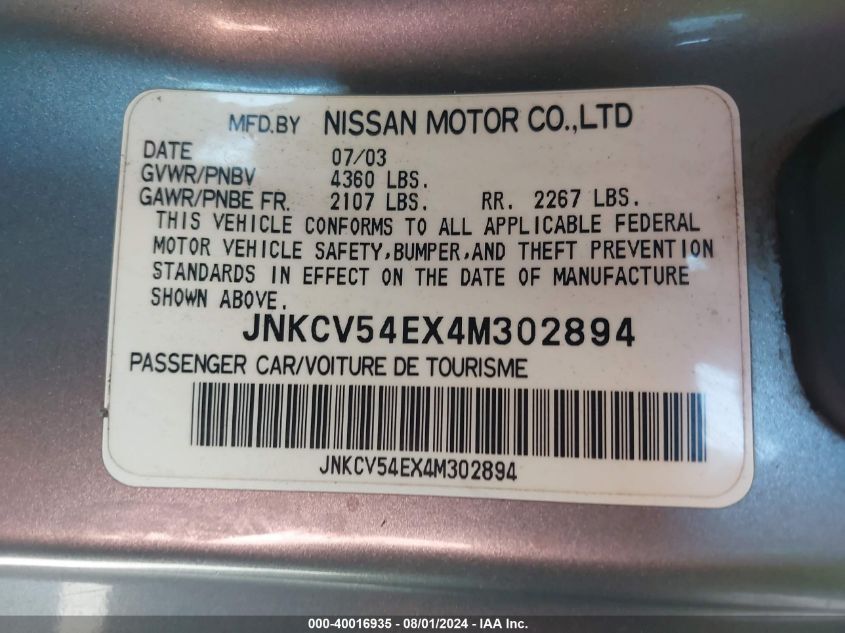 MFD.BY NISSAN MOTOR CO.,LTD
DATE 07/03
GVWR/PNBV 4360 LBS.
GAWR/PNBE FR. 2107 LBS. RR. 2267 LBS.
THIS VEHICLE CONFORMS TO ALL APPLICABLE FEDERAL
MOTOR VEHICLE SAFETY,BUMPER,AND THEFT PREVENTION
STANDARDS IN EFFECT ON THE DATE OF MANUFACTURE
SHOWN ABOVE.
JNKCV54EX4M302894
PASSENGER CAR/VOITURE DE TOURISME
JNKCV54EX4M302894
000-40016935 - 08/01/2024 - IAA Inc.